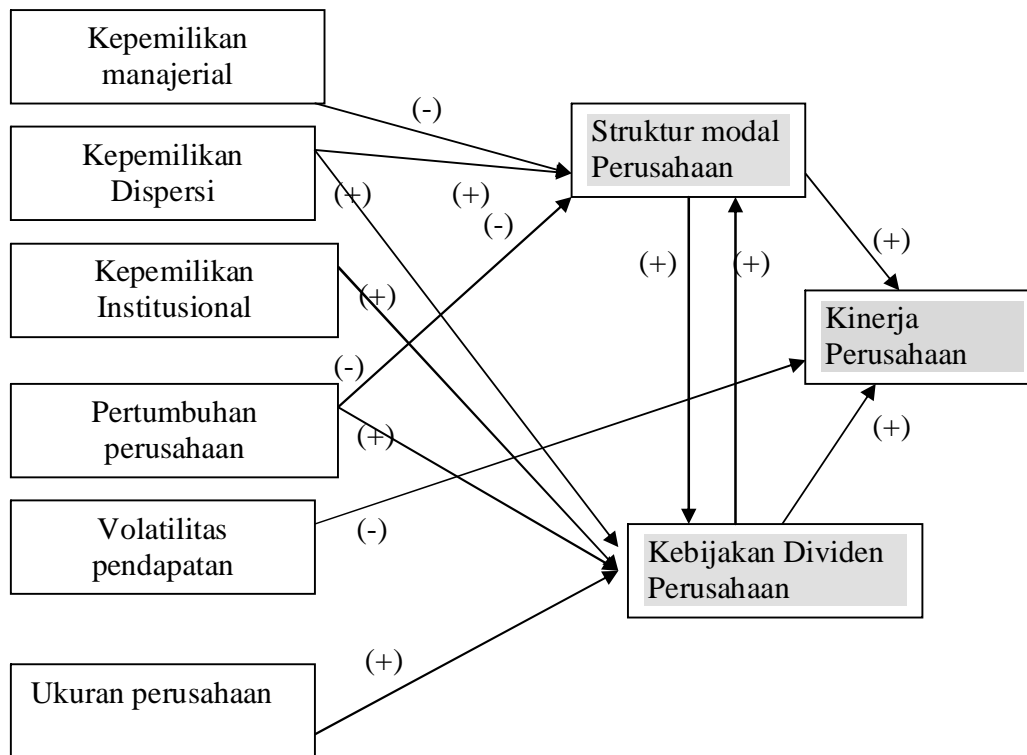 Kepemilikan
manajerial
(-)
Struktur modal
Perusahaan
Kepemilikan
Dispersi
(+)
(+)
(-)
(+)
Kepemilikan
Institusional
(+)
(+)
(+)
Kinerja
Perusahaan
(-)
Pertumbuhan
perusahaan
(+)
(+)
Volatilitas
pendapatan
(-)
Kebijakan Dividen
Perusahaan
(+)
Ukuran perusahaan